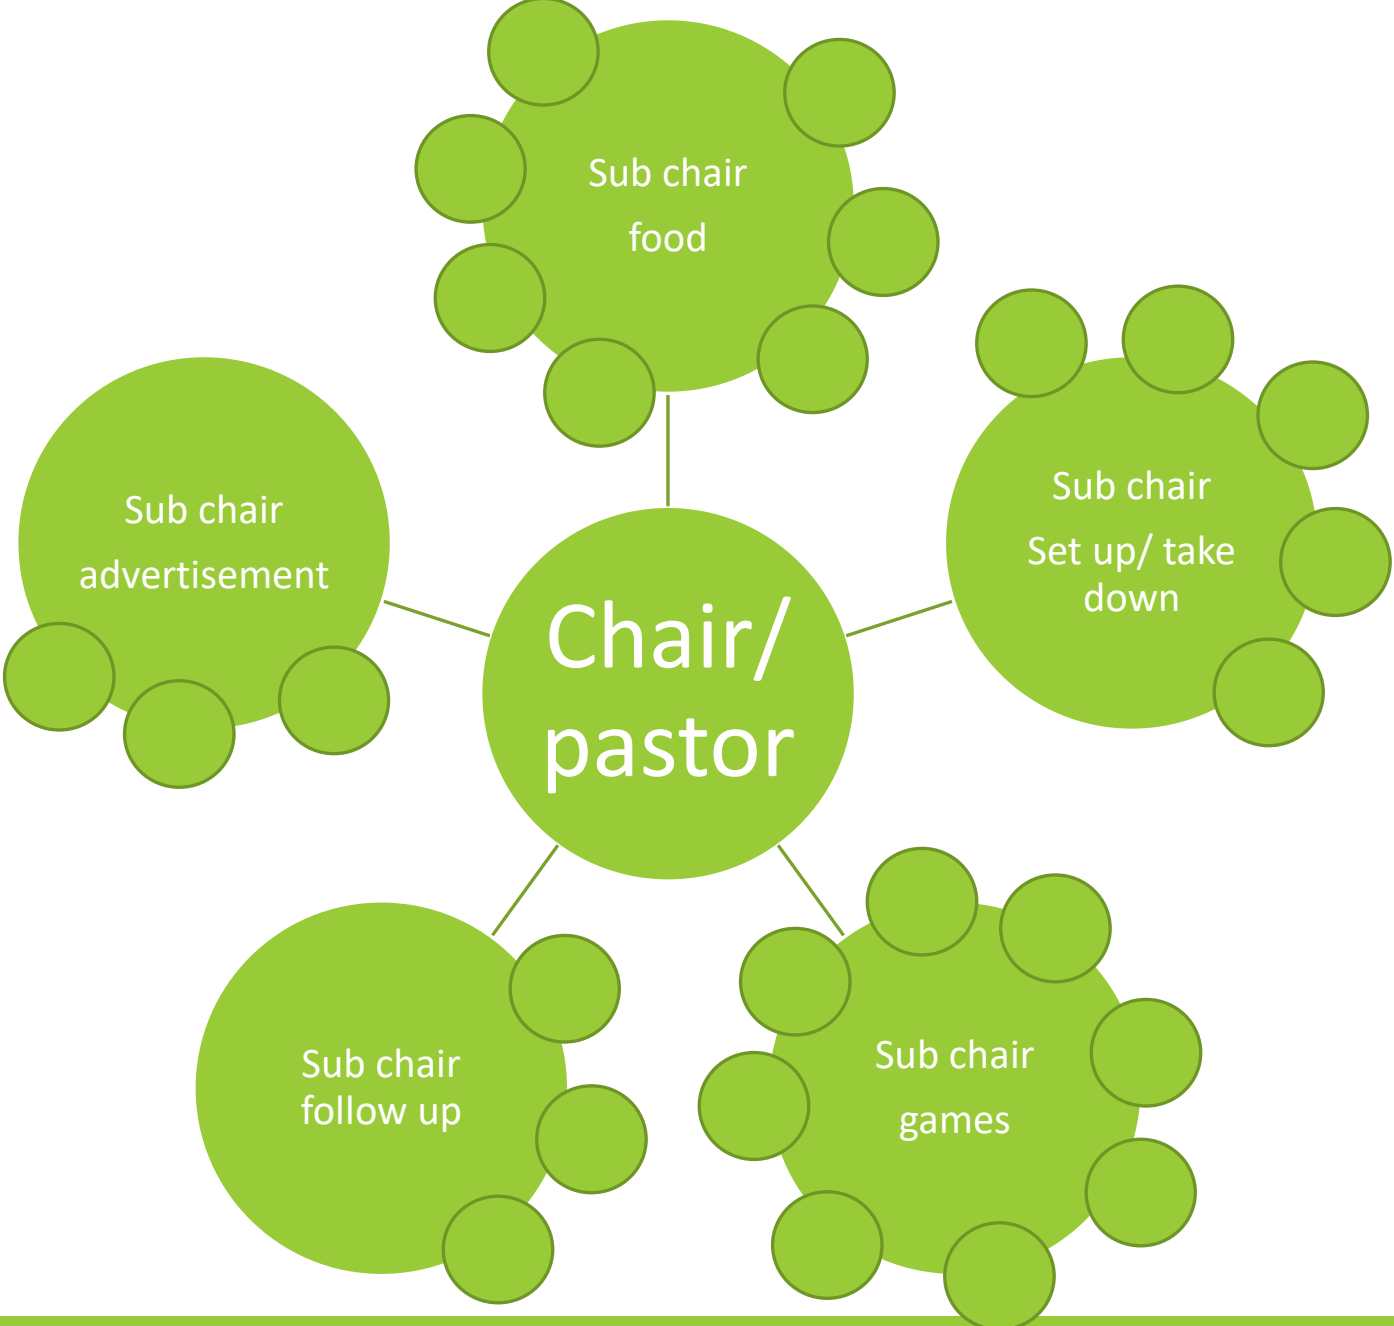 Sub chair
food
Sub chair
Set up/ take
down
Sub chair
advertisement
Chair/
pastor
Sub chair
follow up
Sub chair
games